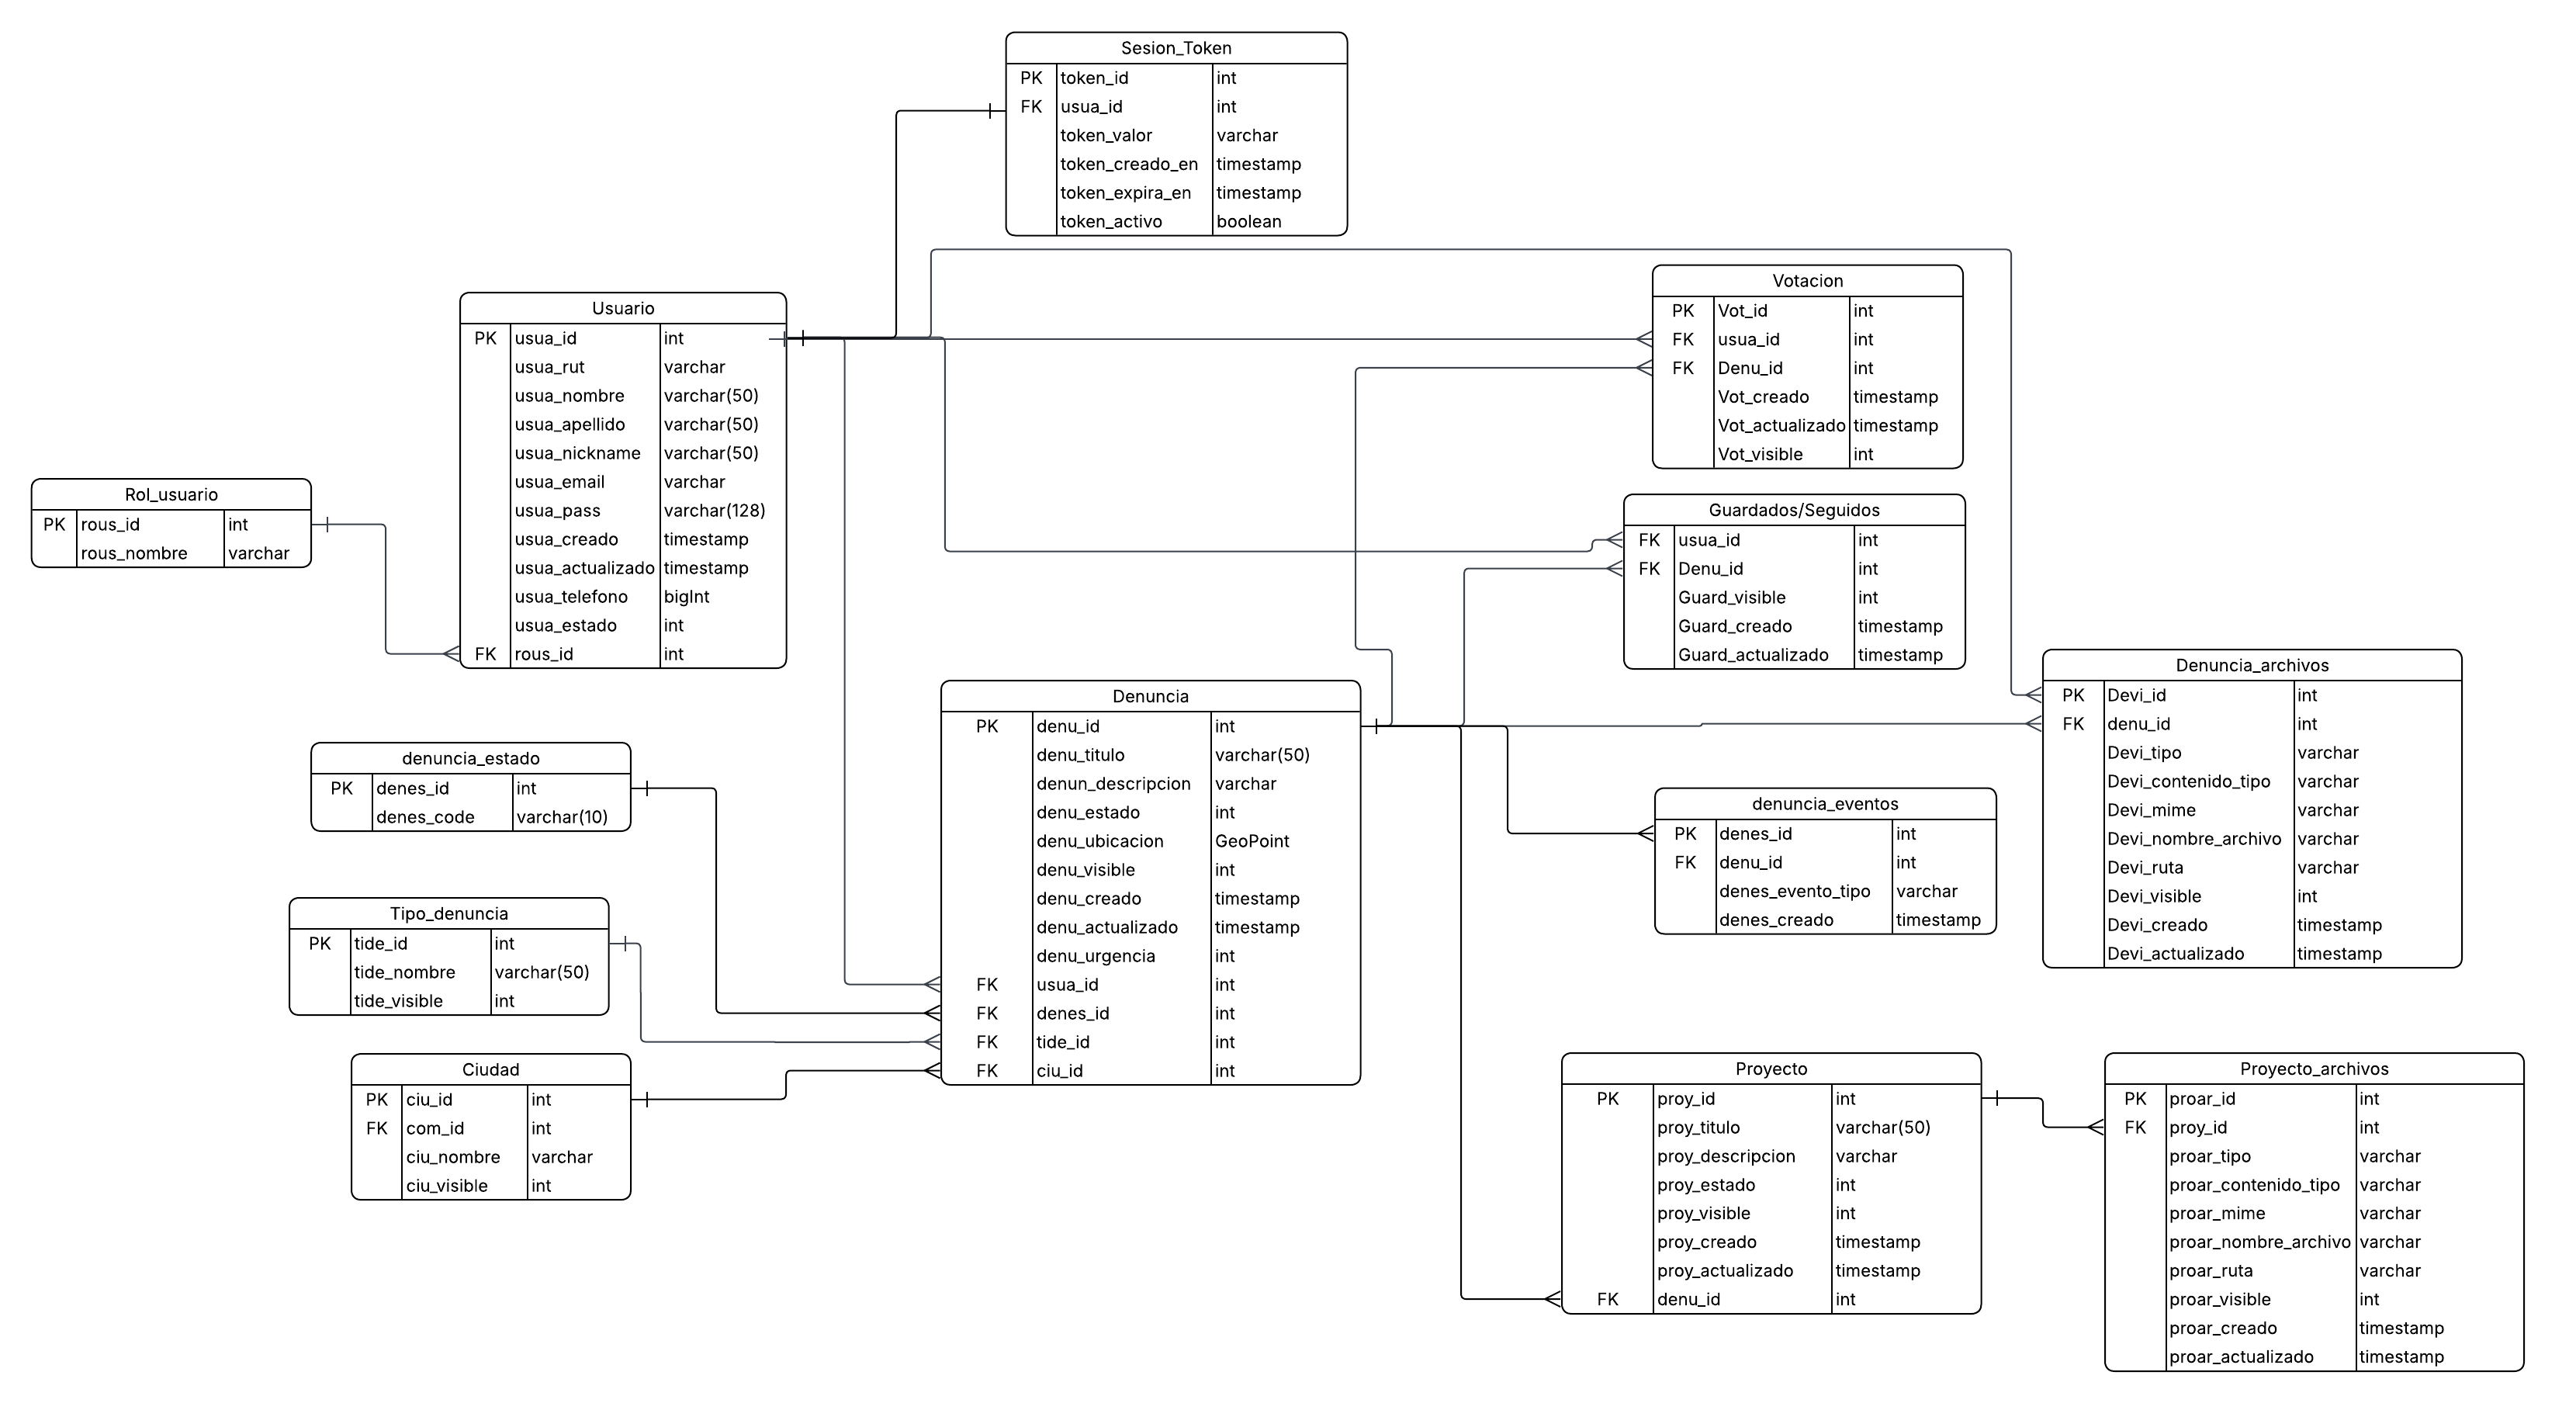 Sesion_Token
PK token_id int
FK usua_id int
token_valor varchar
token_creado_en timestamp
token_expira_en timestamp
token_activo boolean
Votacion
PK Vot_id int
FK usua_id int
FK Denu_id int
Vot_creado timestamp
Vot_actualizado timestamp
Vot_visible int
Usuario
PK usua_id int
usua_rut varchar
usua_nombre varchar(50)
usua_apellido varchar(50)
usua_nickname varchar(50)
usua_email varchar
usua_pass varchar(128)
usua_creado timestamp
usua_actualizado timestamp
usua_telefono bigInt
usua_estado int
FK rous_id int
Rol_usuario
PK rous_id int
rous_nombre varchar
Guardados/Seguidos
FK usua_id int
FK Denu_id int
Guard_visible int
Guard_creado timestamp
Guard_actualizado timestamp
Denuncia_archivos
PK Devi_id int
FK denu_id int
Devi_tipo varchar
Devi_contenido_tipo varchar
Devi_mime varchar
Devi_nombre_archivo varchar
Devi_ruta varchar
Devi_visible int
Devi_creado timestamp
Devi_actualizado timestamp
Denuncia
PK denu_id int
denu_titulo varchar(50)
denun_descripcion varchar
denu_estado int
denu_ubicacion GeoPoint
denu_visible int
denu_creado timestamp
denu_actualizado timestamp
denu_urgencia int
FK usua_id int
FK denes_id int
FK tide_id int
FK ciu_id int
denuncia_estado
PK denes_id int
denes_code varchar(10)
denuncia_eventos
PK denes_id int
FK denu_id int
denes_evento_tipo varchar
denes_creado timestamp
Tipo_denuncia
PK tide_id int
tide_nombre varchar(50)
tide_visible int
Ciudad
PK ciu_id int
FK com_id int
ciu_nombre varchar
ciu_visible int
Proyecto
PK proy_id int
proy_titulo varchar(50)
proy_descripcion varchar
proy_estado int
proy_visible int
proy_creado timestamp
proy_actualizado timestamp
FK denu_id int
Proyecto_archivos
PK proar_id int
FK proy_id int
proar_tipo varchar
proar_contenido_tipo varchar
proar_mime varchar
proar_nombre_archivo varchar
proar_ruta varchar
proar_visible int
proar_creado timestamp
proar_actualizado timestamp